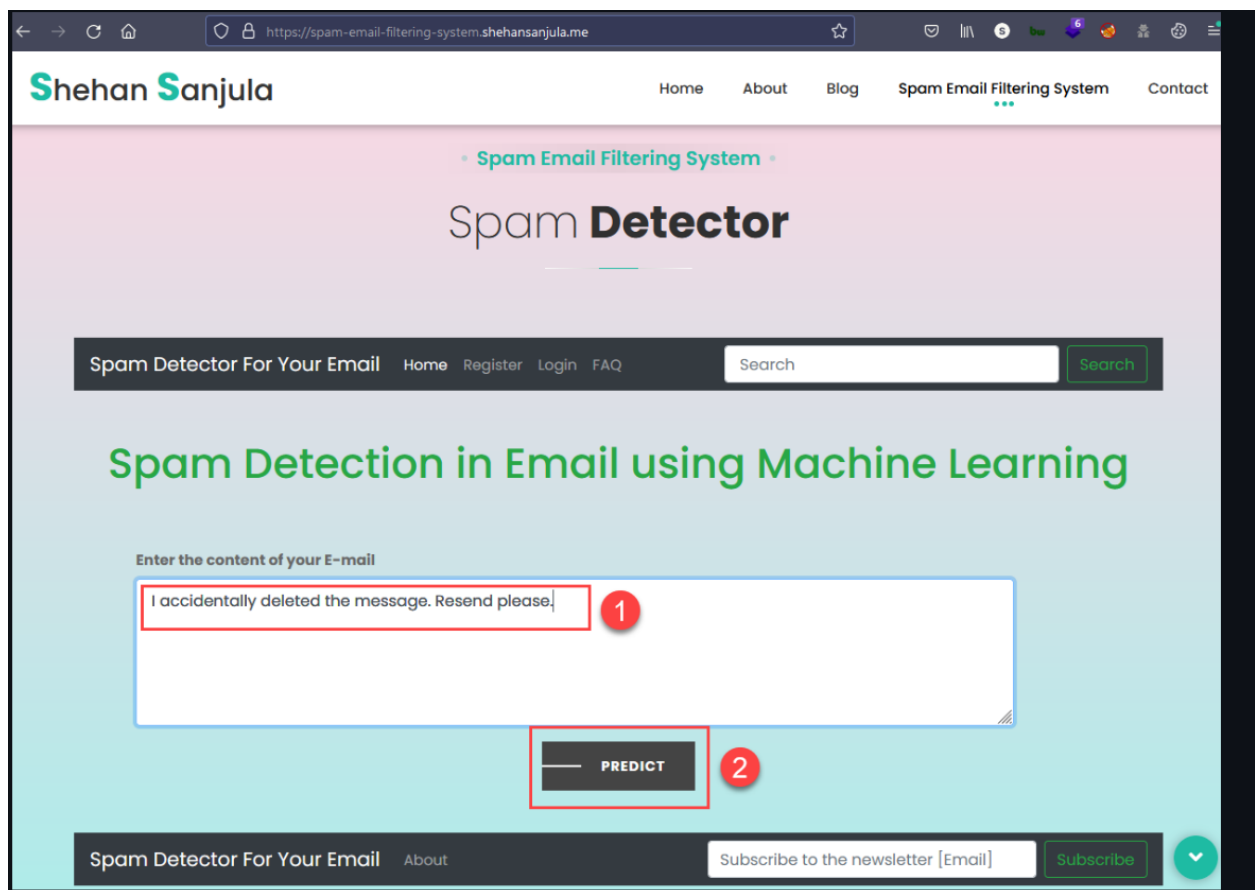 https://spam-email-filtering-system.shehansanjula.me
S
6
Shehan Sanjula
Home About Blog Spam Email Filtering System Contact
Spam Email Filtering System
Spam Detector
Spam Detector For Your Email Home Register Login FAQ Search Search
Spam Detection in Email using Machine Learning
Enter the content of your E-mail
I accidentally deleted the message. Resend please.
1
PREDICT
2
Spam Detector For Your Email About Subscribe to the newsletter [Email] Subscribe